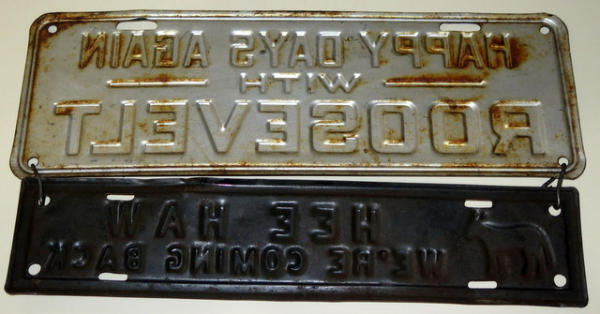 HAPPY DAYS AGAIN
WITH
ROOSEVELT
HEE HAW
WE'RE COMING BACK